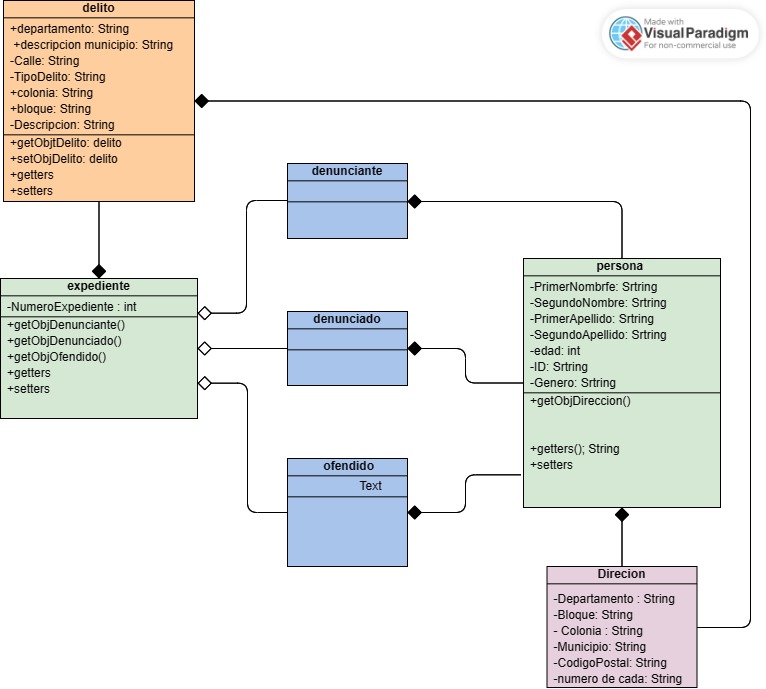 delito
+departamento: String
+descripcion municipio: String
-Calle: String
-TipoDelito: String
+colonia: String
+bloque: String
-Descripcion: String
+getObjtDelito: delito
+setObjDelito: delito
+getters
+setters
Made with
VisualParadigm
For non-commercial use
denunciante
expediente
-NumeroExpediente : int
+getObjDenunciante()
+getObjDenunciado()
+getObjOfendido()
+getters
+setters
denunciado
ofendido
Text
persona
-PrimerNombrfe: Srtring
-SegundoNombre: Srtring
-PrimerApellido: Srtring
-SegundoApellido: Srtring
-edad: int
-ID: Srtring
-Genero: Srtring
+getObjDireccion()
+getters(); String
+setters
Direcion
-Departamento : String
-Bloque: String
- Colonia : String
-Municipio: String
-CodigoPostal: String
-numero de cada: String